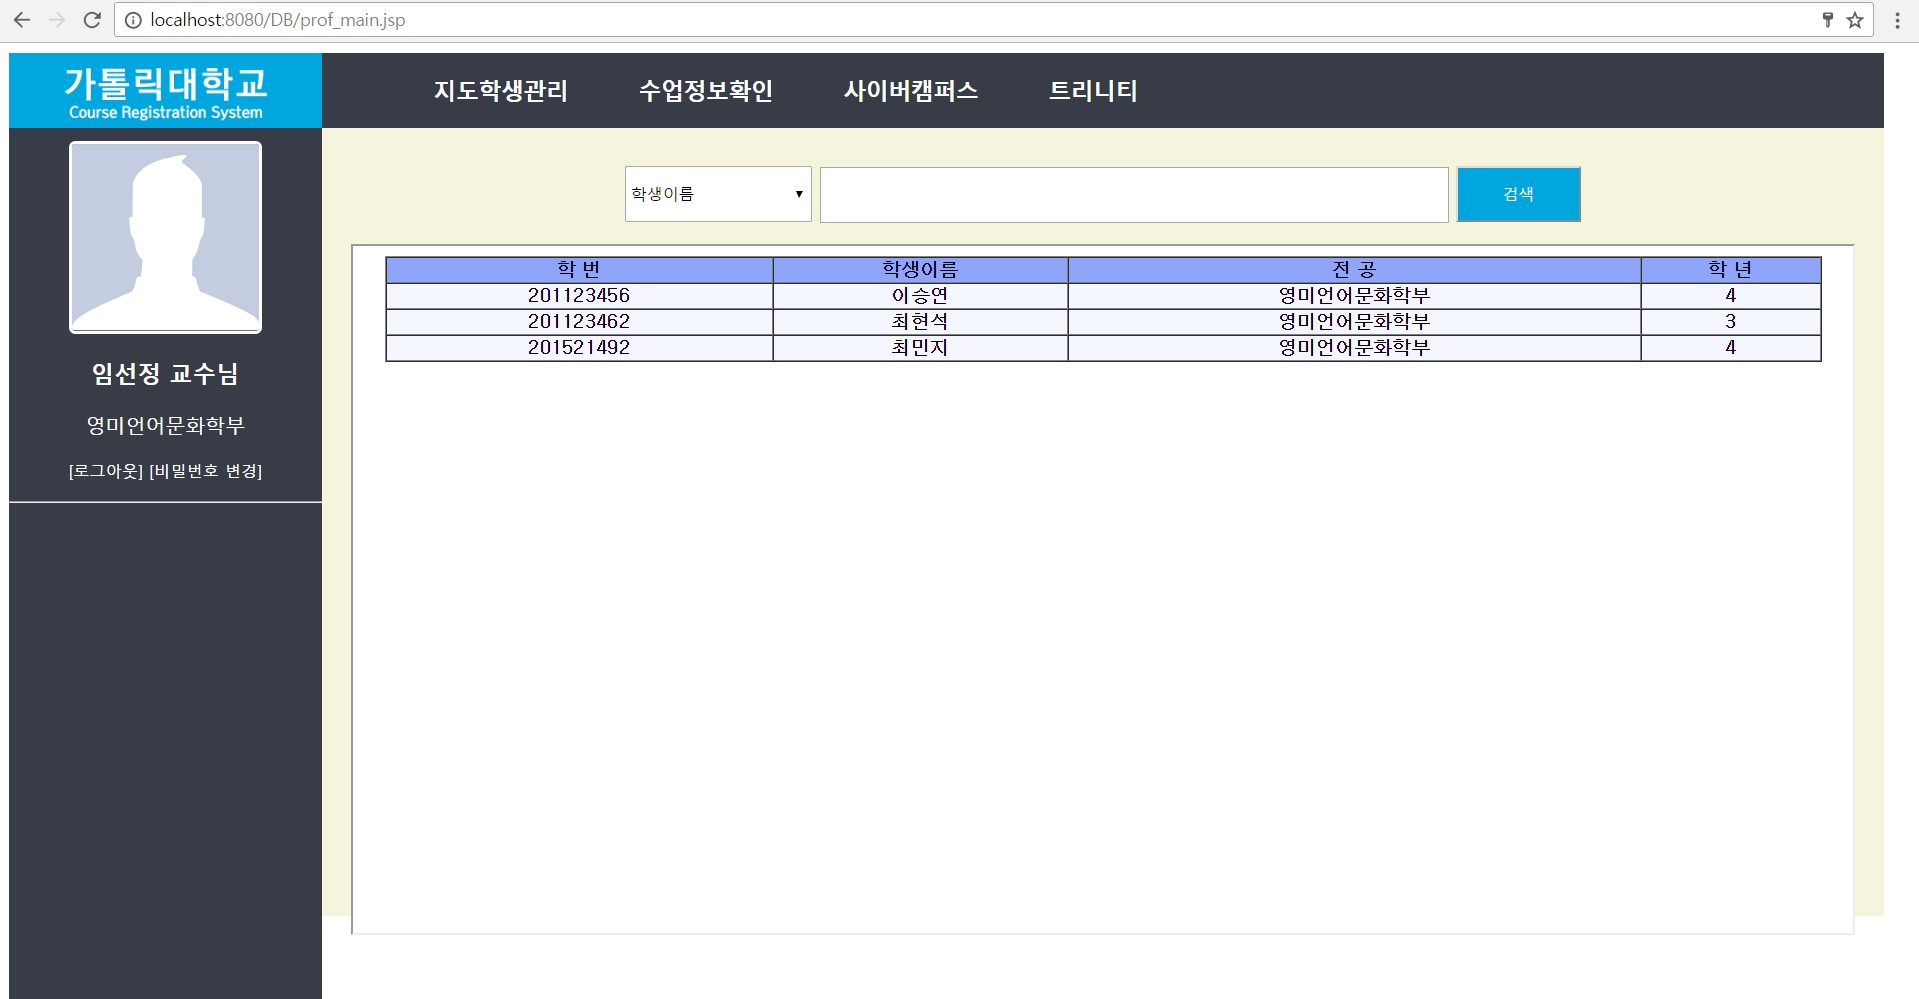 localhost:8080/DB/prof_main.jsp
가톨릭대학교
Course Registration System
지도학생관리 수업정보확인 사이버캠퍼스 트리니티
임선정 교수님
영미언어문화학부
[로그아웃] [비밀번호 변경]
학생이름 검색
학 번 학생이름 전 공 학 년
201123456 이승연 영미언어문화학부 4
201123462 최현석 영미언어문화학부 3
201521492 최민지 영미언어문화학부 4